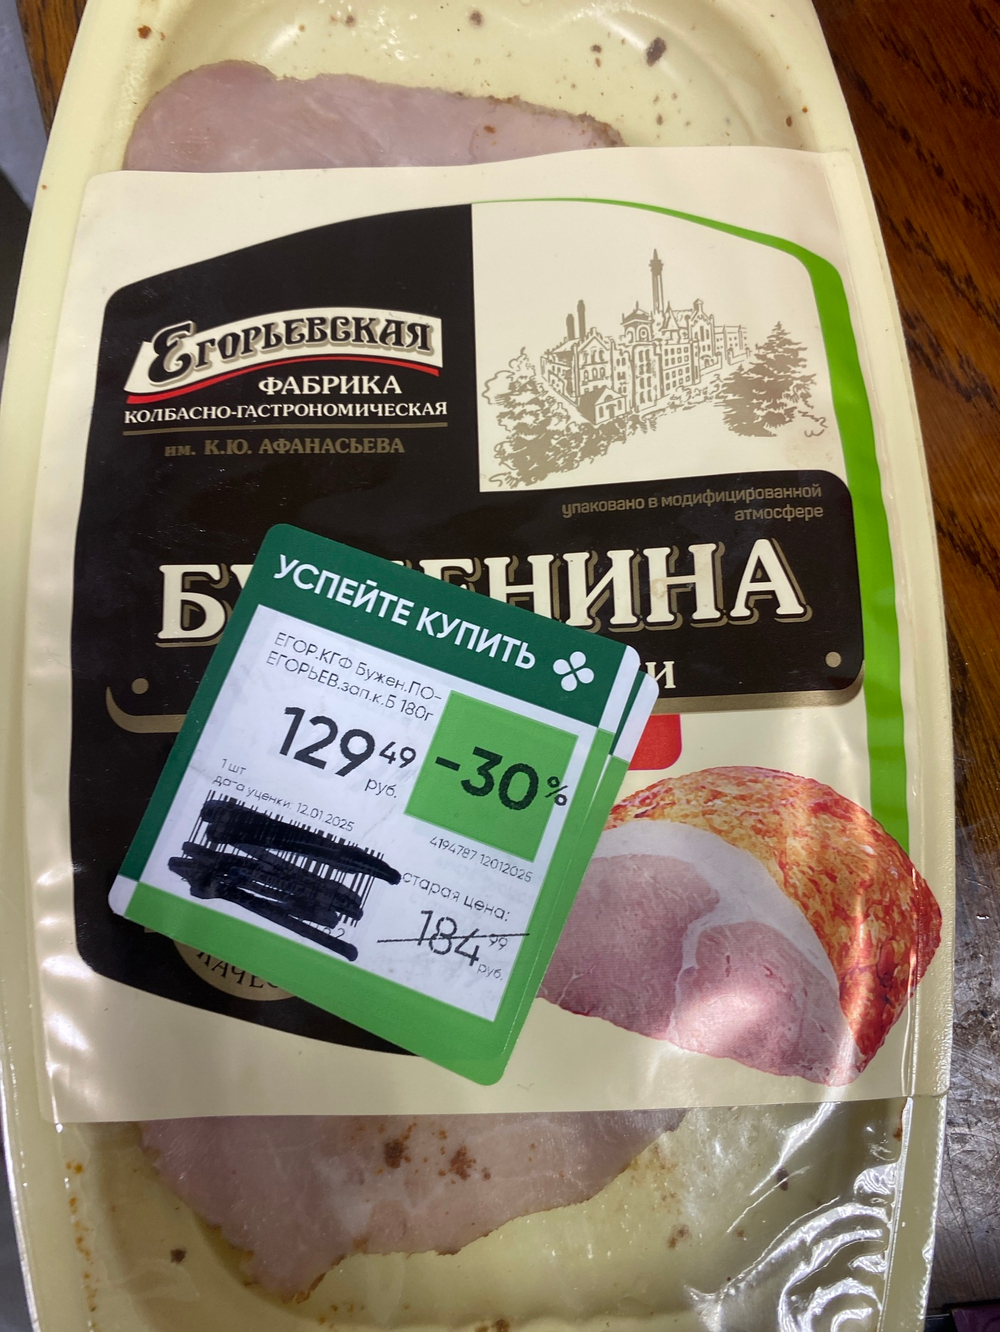 ЕГОРЬЕВСКАЯ
ФАБРИКА
КОЛБАСНО-ГАСТРОНОМИЧЕСКАЯ
им. К.Ю. АФАНАСЬЕВА
упаковано в модифицированной
атмосфере
БУЖЕНИНА
УСПЕЙТЕ КУПИТЬ
ЕГОР.КГФ Бужен.ПО-
ЕГОРЬЕВ.зап.к.Б 180г
129 49
руб.
-30%
1 шт
дата уценки: 12.01.2025
4194787 12012025
старая цена:
184 99
руб.